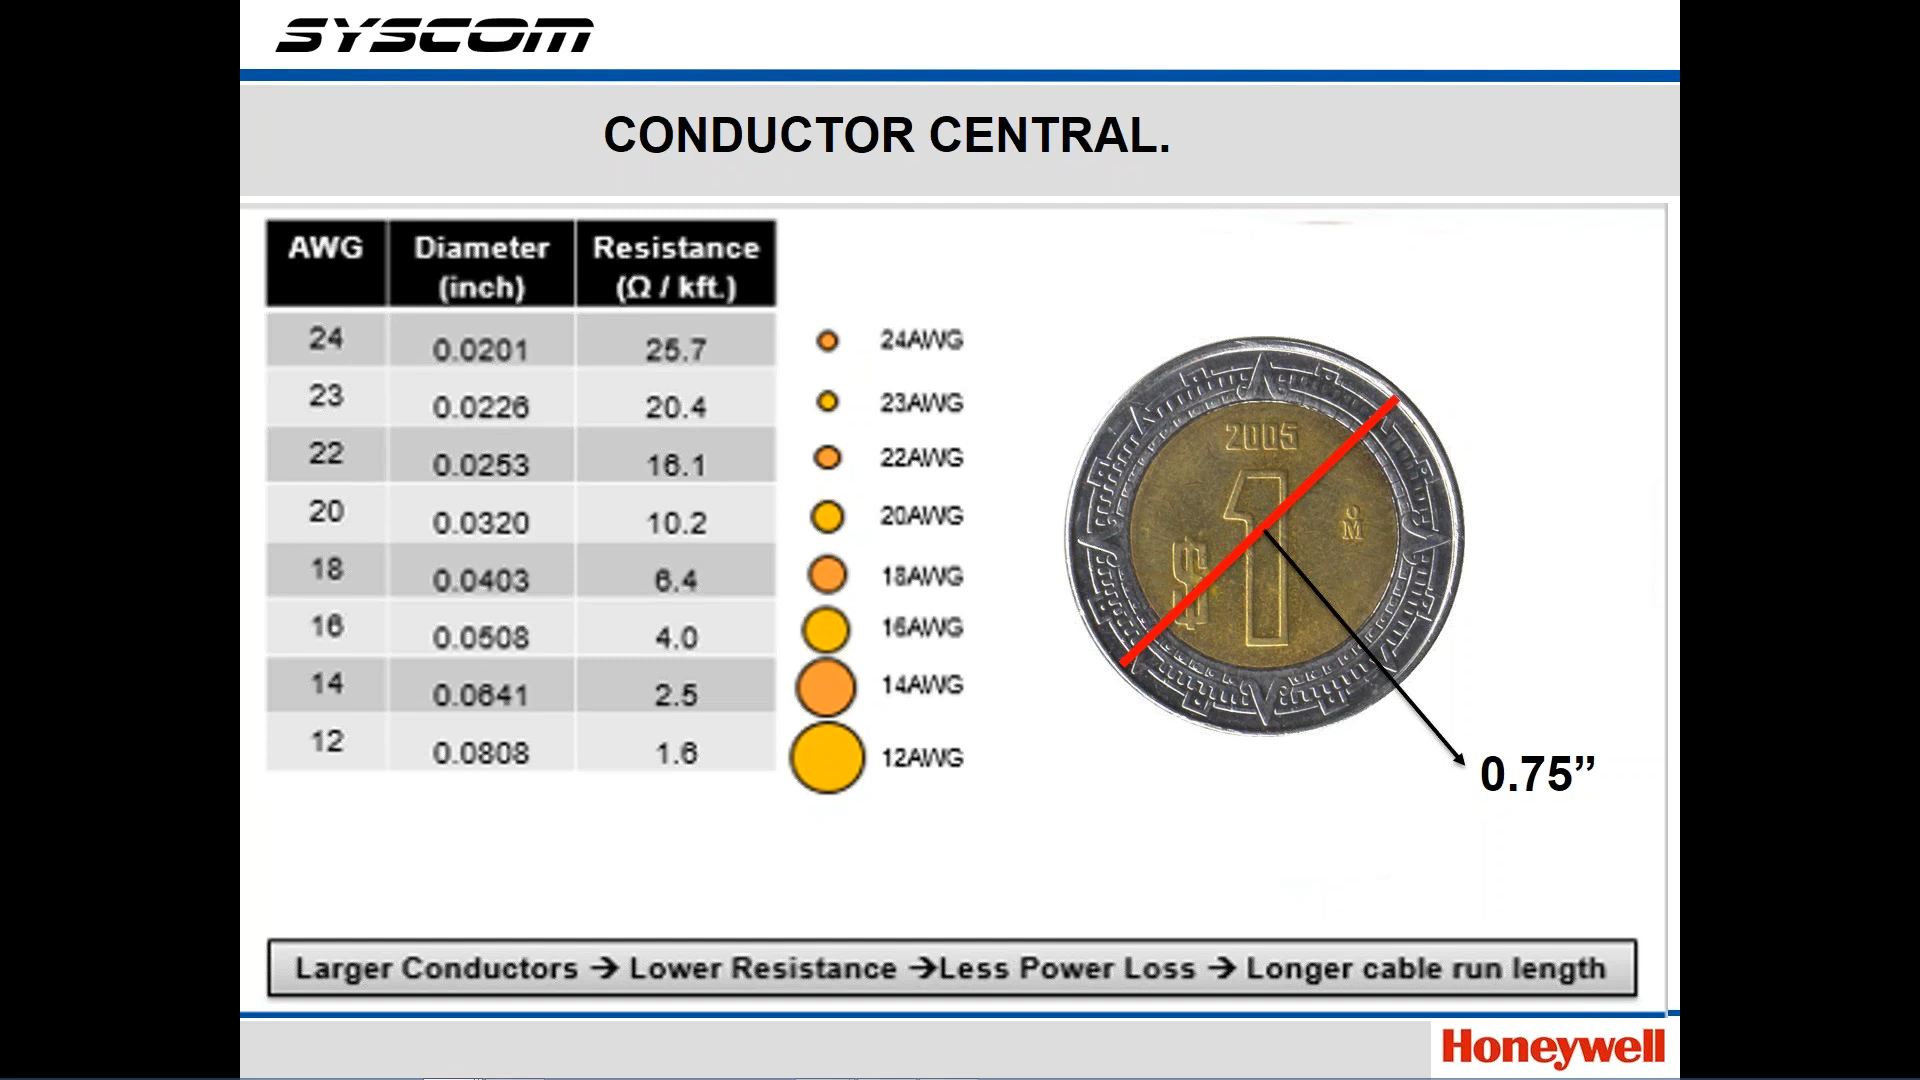 SYSCOM
CONDUCTOR CENTRAL.
AWG Diameter (inch) Resistance (Ω / kft.)
24 0.0201 25.7
23 0.0226 20.4
22 0.0253 16.1
20 0.0320 10.2
18 0.0403 6.4
16 0.0508 4.0
14 0.0641 2.5
12 0.0808 1.6
24AWG
23AWG
22AWG
20AWG
18AWG
16AWG
14AWG
12AWG
2005
$ 1
M
O
0.75”
Larger Conductors → Lower Resistance →Less Power Loss → Longer cable run length
Honeywell